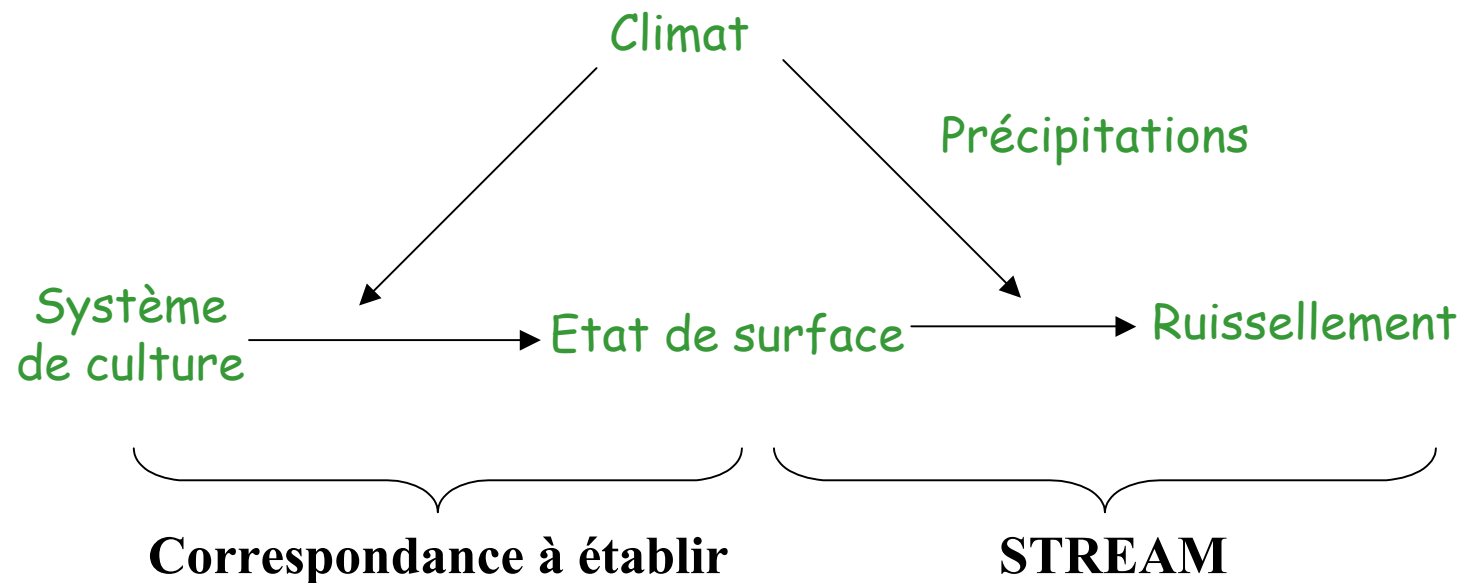 Climat
Précipitations
Système
de culture
Etat de surface
Ruissellement
Correspondance à établir
STREAM